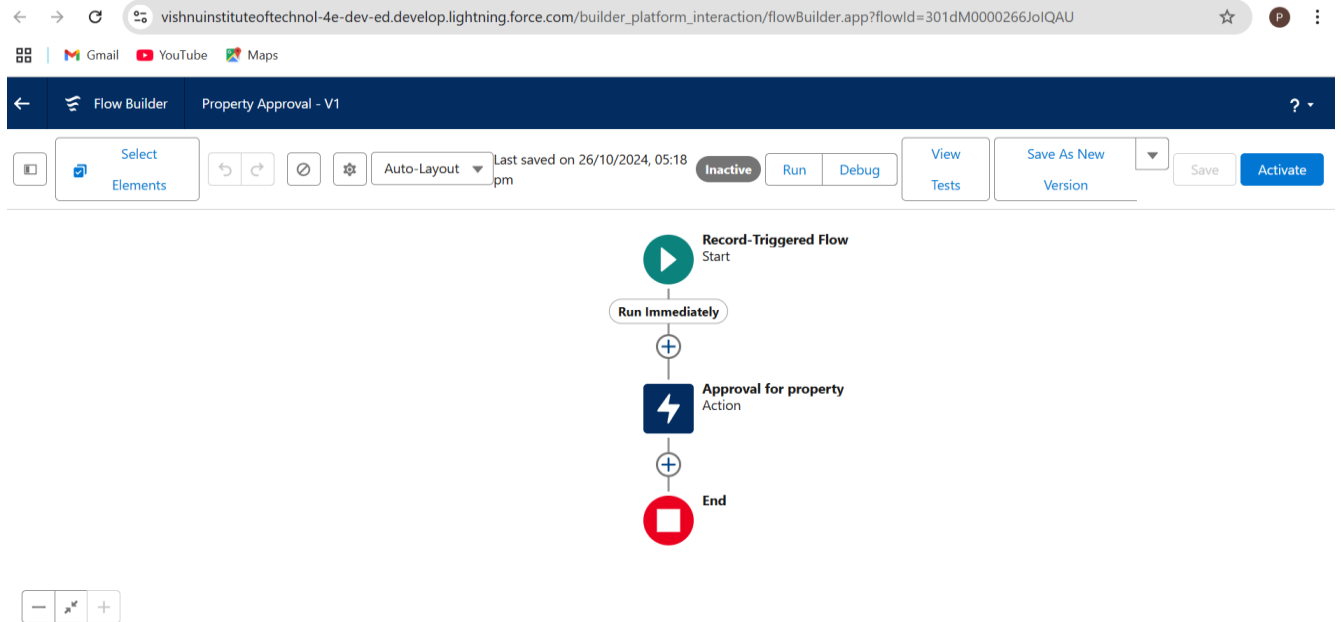 vishnuinstituteoftechnol-4e-dev-ed.develop.lightning.force.com/builder_platform_interaction/flowBuilder.app?flowId=301dM0000266JoIQAU
P
Gmail YouTube Maps
Flow Builder Property Approval - V1 ?
Select Elements
Auto-Layout
Last saved on 26/10/2024, 05:18 pm
Inactive
Run Debug
View Tests
Save As New Version
Save
Activate
Record-Triggered Flow
Start
Run Immediately
Approval for property
Action
End